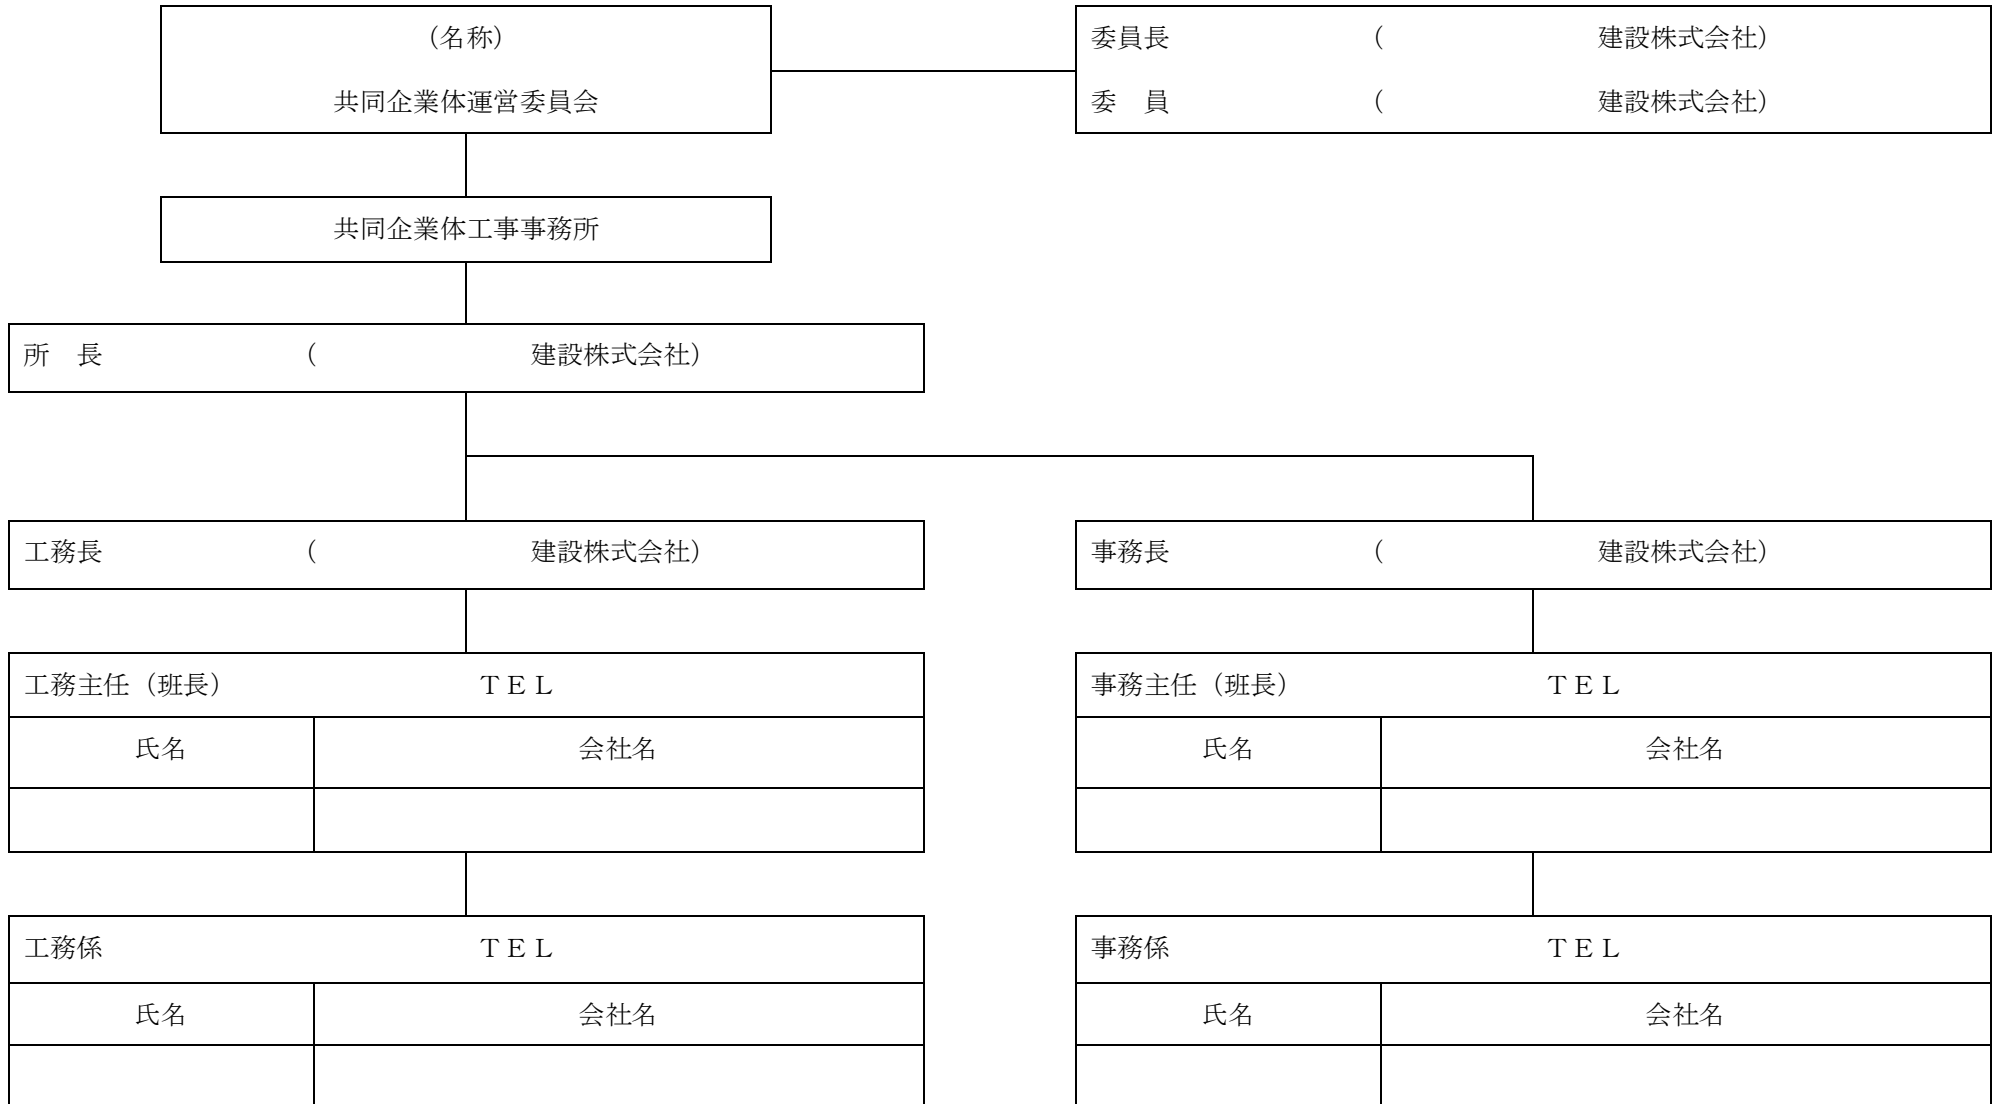 （名称）
共同企業体運営委員会
委員長　　　　　　　　（　　　　　　　　建設株式会社）
委　員　　　　　　　　（　　　　　　　　建設株式会社）
共同企業体工事事務所
所　長　　　　　　　　（　　　　　　　　建設株式会社）
工務長　　　　　　　　（　　　　　　　　建設株式会社）
事務長　　　　　　　　（　　　　　　　　建設株式会社）
工務主任（班長）　　　　　　　　　　ＴＥＬ
氏名　会社名
事務主任（班長）　　　　　　　　　　ＴＥＬ
氏名　会社名
工務係　　　　　　　　　　　　　　ＴＥＬ
氏名　会社名
事務係　　　　　　　　　　　　　　ＴＥＬ
氏名　会社名